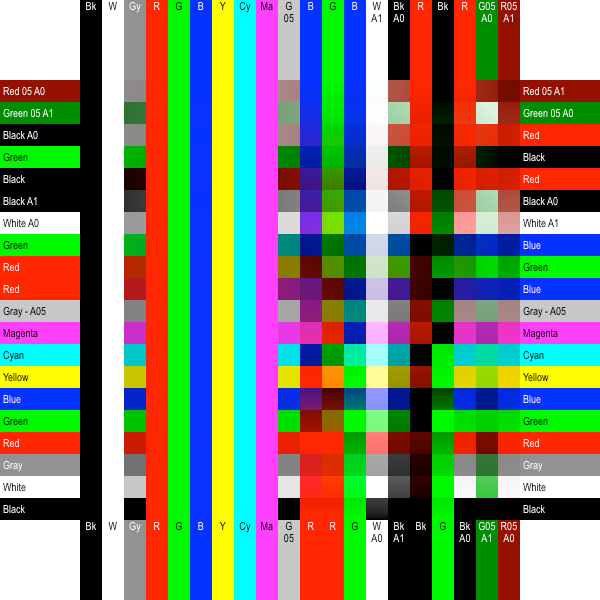 Bk W Gy R G B Y Cy Ma G B G B W Bk R Bk R G05 R05
05 A1 A0 A0 A1
Red 05 A0 Red 05 A1
Green 05 A1 Green 05 A0
Black A0 Red
Green Black
Black Red
Black A1 Black A0
White A0 White A1
Green Blue
Red Green
Red Blue
Gray - A05 Gray - A05
Magenta Magenta
Cyan Cyan
Yellow Yellow
Blue Blue
Green Green
Red Red
Gray Gray
White White
Black Black
Bk W Gy R G B Y Cy Ma G R R G W Bk Bk G Bk G05 R05
05 A0 A1 A0 A1 A0